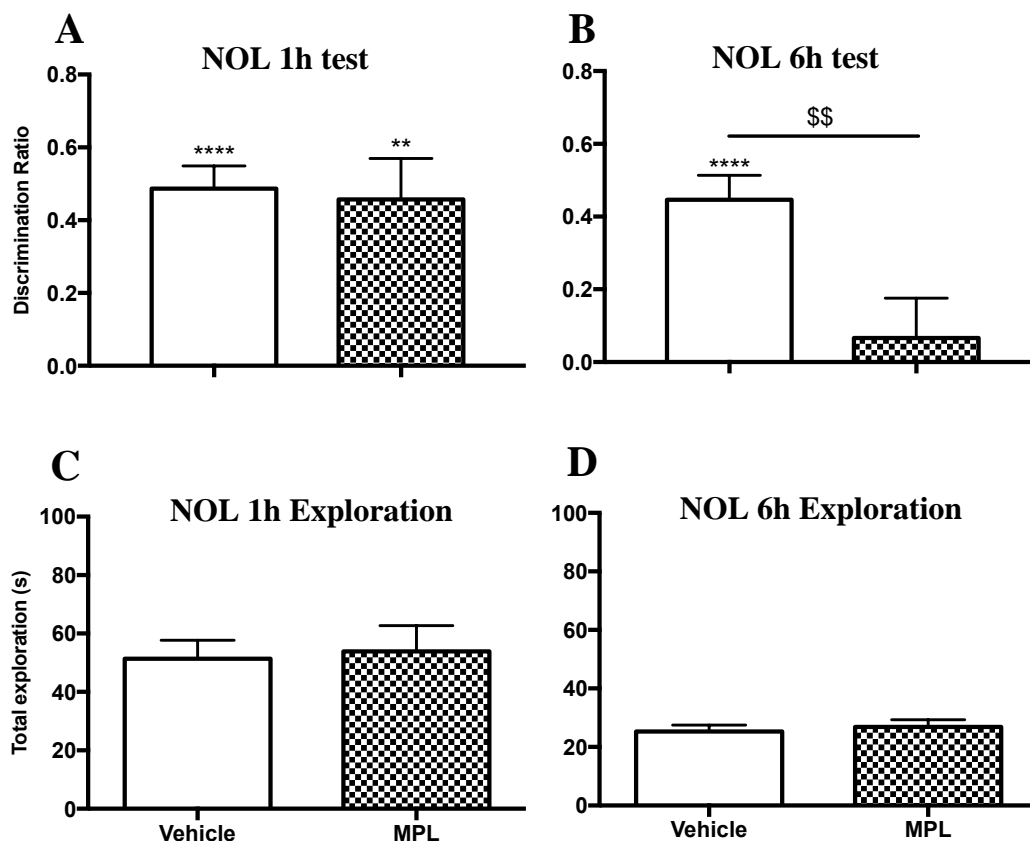 A
NOL 1h test
Discrimination Ratio
0.8
0.6
0.4
0.2
0.0
****
**
B
NOL 6h test
0.8
0.6
0.4
0.2
0.0
****
$$
C
NOL 1h Exploration
Total exploration (s)
100
80
60
40
20
0
Vehicle MPL
D
NOL 6h Exploration
100
80
60
40
20
0
Vehicle MPL